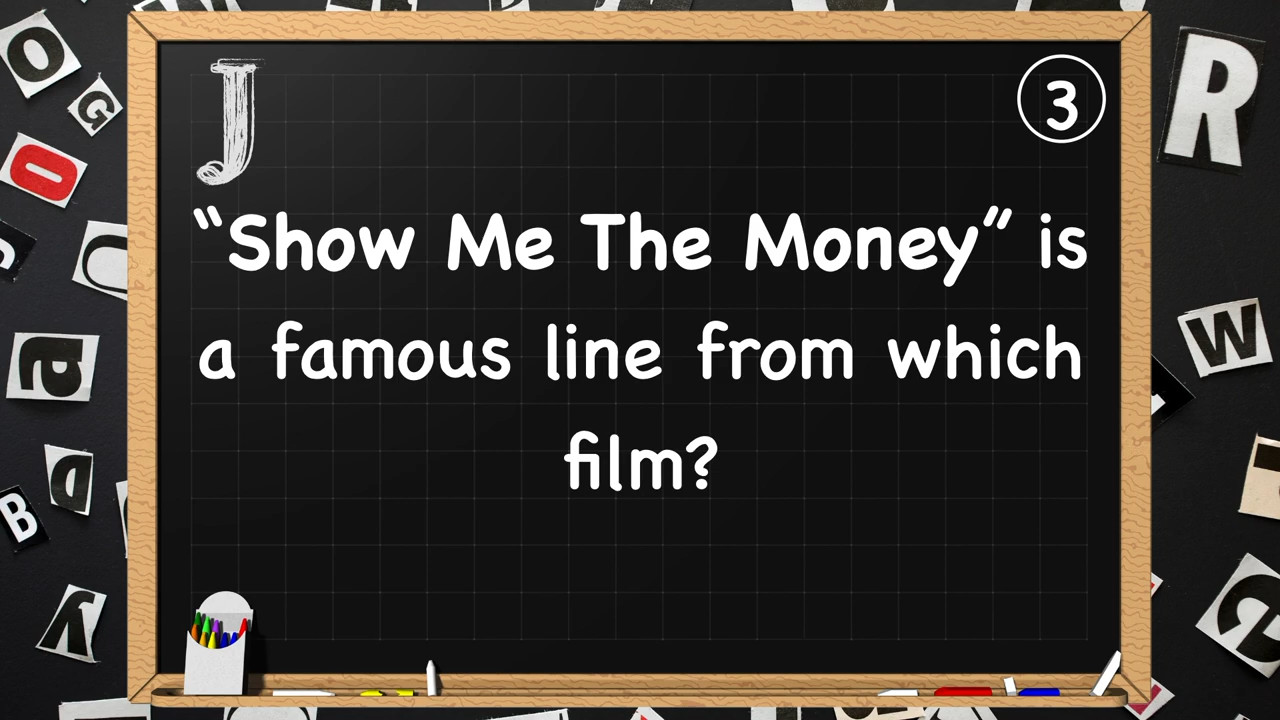 J
3
“Show Me The Money” is
a famous line from which
film?
O
G
O
R
a
W
B